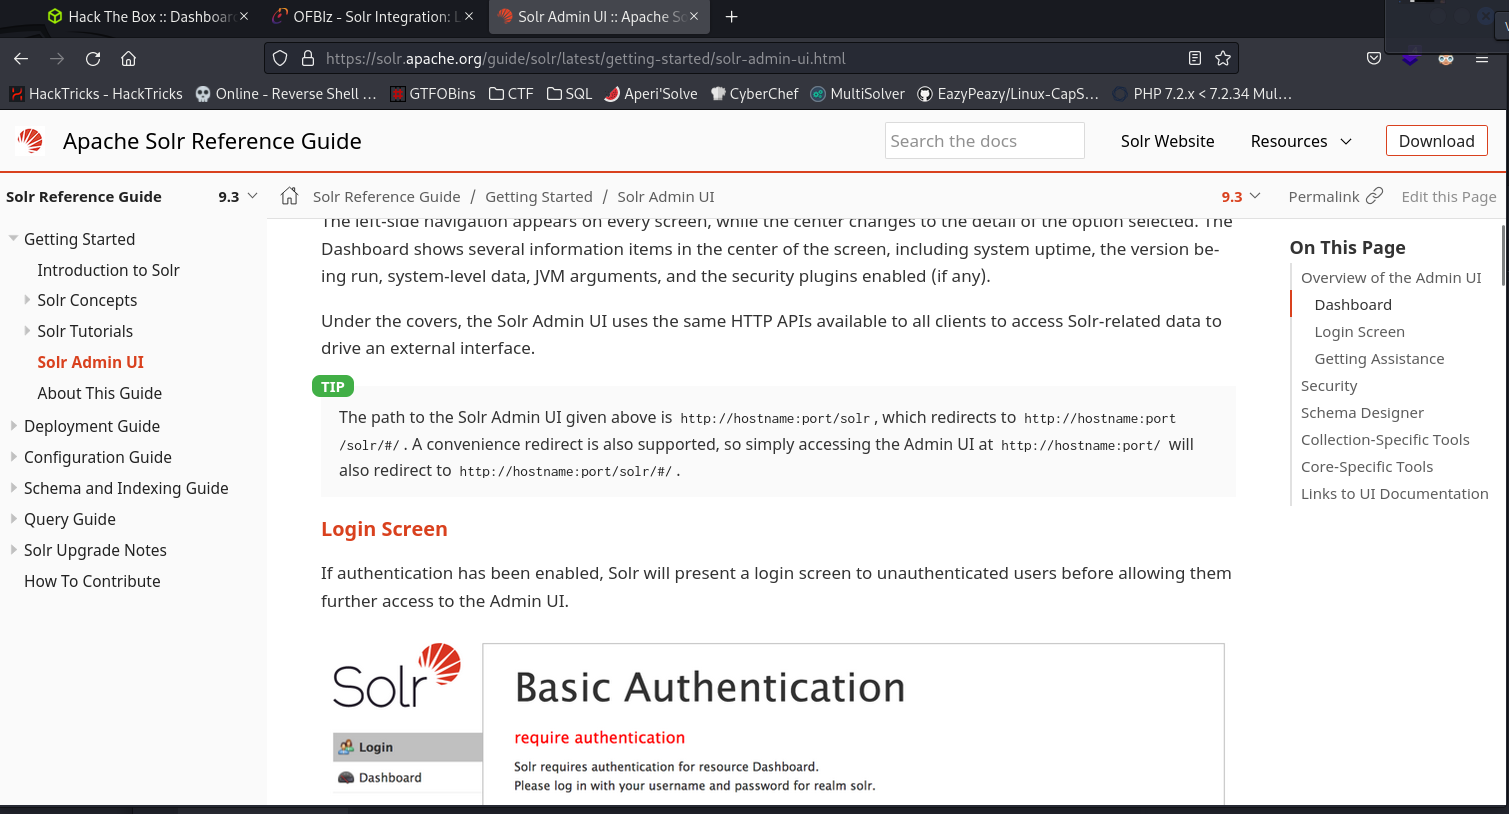 Hack The Box :: Dashboard
OFBIz - Solr Integration: L
Solr Admin UI :: Apache So
https://solr.apache.org/guide/solr/latest/getting-started/solr-admin-ui.html
HackTricks - HackTricks
Online - Reverse Shell ...
GTFOBins
CTF
SQL
Aperi'Solve
CyberChef
MultiSolver
EazyPeazy/Linux-CapS...
PHP 7.2.x < 7.2.34 Mul...
Apache Solr Reference Guide
Search the docs
Solr Website
Resources
Download
Solr Reference Guide
9.3
Solr Reference Guide / Getting Started / Solr Admin UI
9.3
Permalink
Edit this Page
Getting Started
Introduction to Solr
Solr Concepts
Solr Tutorials
Solr Admin UI
About This Guide
Deployment Guide
Configuration Guide
Schema and Indexing Guide
Query Guide
Solr Upgrade Notes
How To Contribute
The left-side navigation appears on every screen, while the center changes to the detail of the option selected. The
Dashboard shows several information items in the center of the screen, including system uptime, the version be-
ing run, system-level data, JVM arguments, and the security plugins enabled (if any).
Under the covers, the Solr Admin UI uses the same HTTP APIs available to all clients to access Solr-related data to
drive an external interface.
TIP
The path to the Solr Admin UI given above is http://hostname:port/solr, which redirects to http://hostname:port
/solr/#/. A convenience redirect is also supported, so simply accessing the Admin UI at http://hostname:port/ will
also redirect to http://hostname:port/solr/#/.
Login Screen
If authentication has been enabled, Solr will present a login screen to unauthenticated users before allowing them
further access to the Admin UI.
Solr
Login
Dashboard
Basic Authentication
require authentication
Solr requires authentication for resource Dashboard.
Please log in with your username and password for realm solr.
On This Page
Overview of the Admin UI
Dashboard
Login Screen
Getting Assistance
Security
Schema Designer
Collection-Specific Tools
Core-Specific Tools
Links to UI Documentation